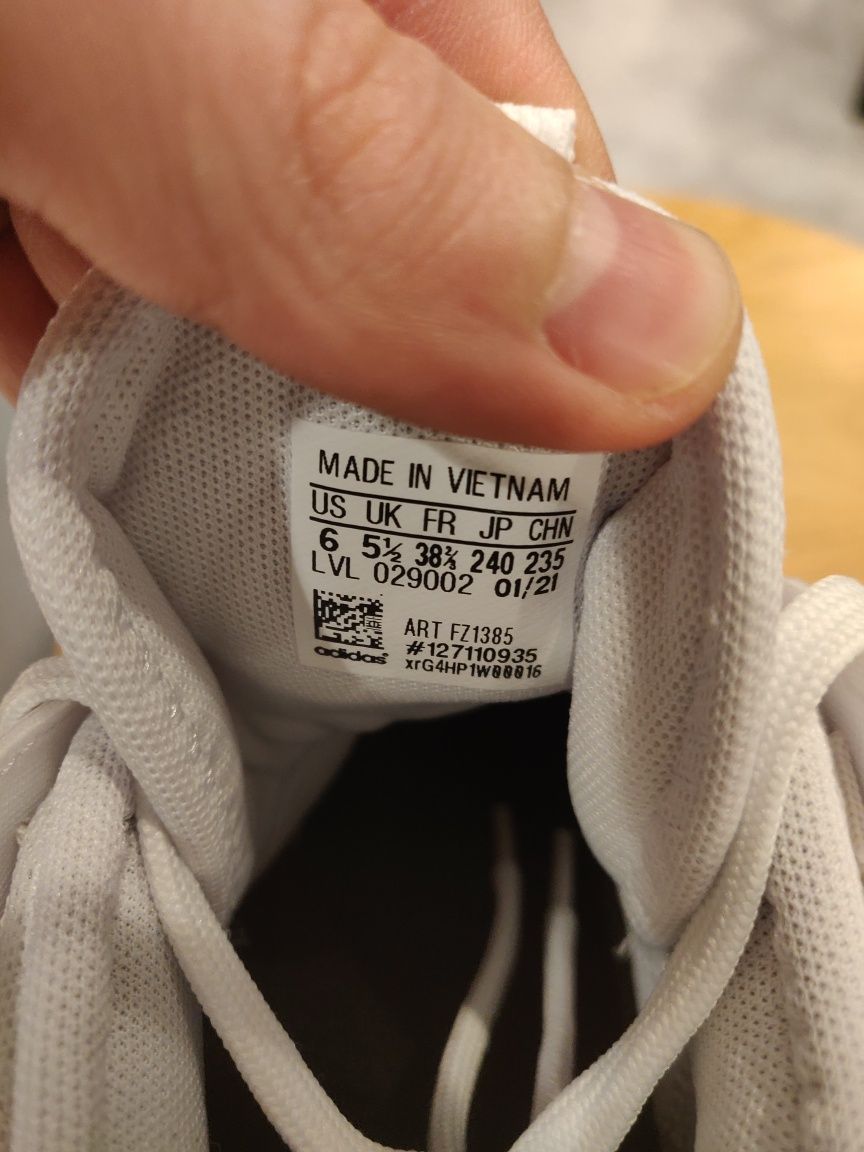 MADE IN VIETNAM
US UK FR JP CHN
6 5½ 38⅔ 240 235
LVL 029002 01/21
ART FZ1385
#127110935
adidas
xrG4HP1W00016